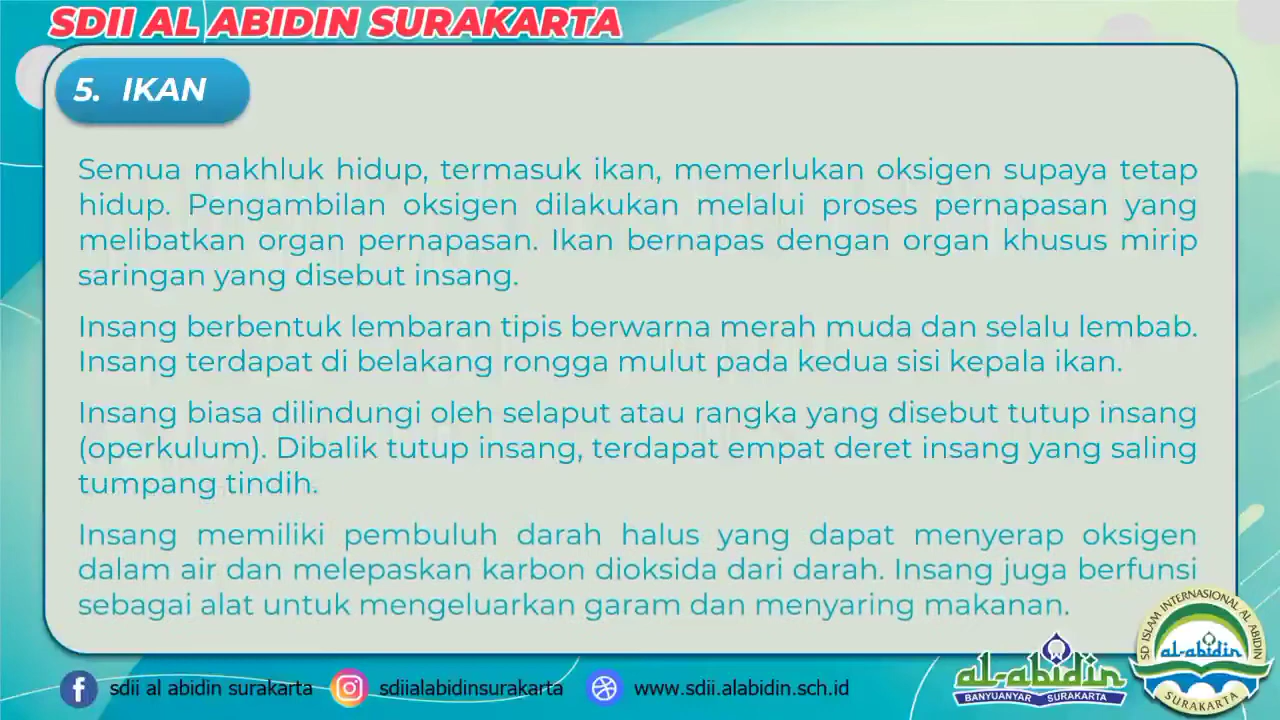 SDII AL ABIDIN SURAKARTA
5. IKAN
Semua makhluk hidup, termasuk ikan, memerlukan oksigen supaya tetap
hidup. Pengambilan oksigen dilakukan melalui proses pernapasan yang
melibatkan organ pernapasan. Ikan bernapas dengan organ khusus mirip
saringan yang disebut insang.
Insang berbentuk lembaran tipis berwarna merah muda dan selalu lembab.
Insang terdapat di belakang rongga mulut pada kedua sisi kepala ikan.
Insang biasa dilindungi oleh selaput atau rangka yang disebut tutup insang
(operkulum). Dibalik tutup insang, terdapat empat deret insang yang saling
tumpang tindih.
Insang memiliki pembuluh darah halus yang dapat menyerap oksigen
dalam air dan melepaskan karbon dioksida dari darah. Insang juga berfunsi
sebagai alat untuk mengeluarkan garam dan menyaring makanan.
sdii al abidin surakarta
sdiialabidinsurakarta
www.sdii.alabidin.sch.id
al-abidin
BANYUANYAR SURAKARTA
SD ISLAM INTERNASIONAL AL ABIDIN
al-abidin
SURAKARTA